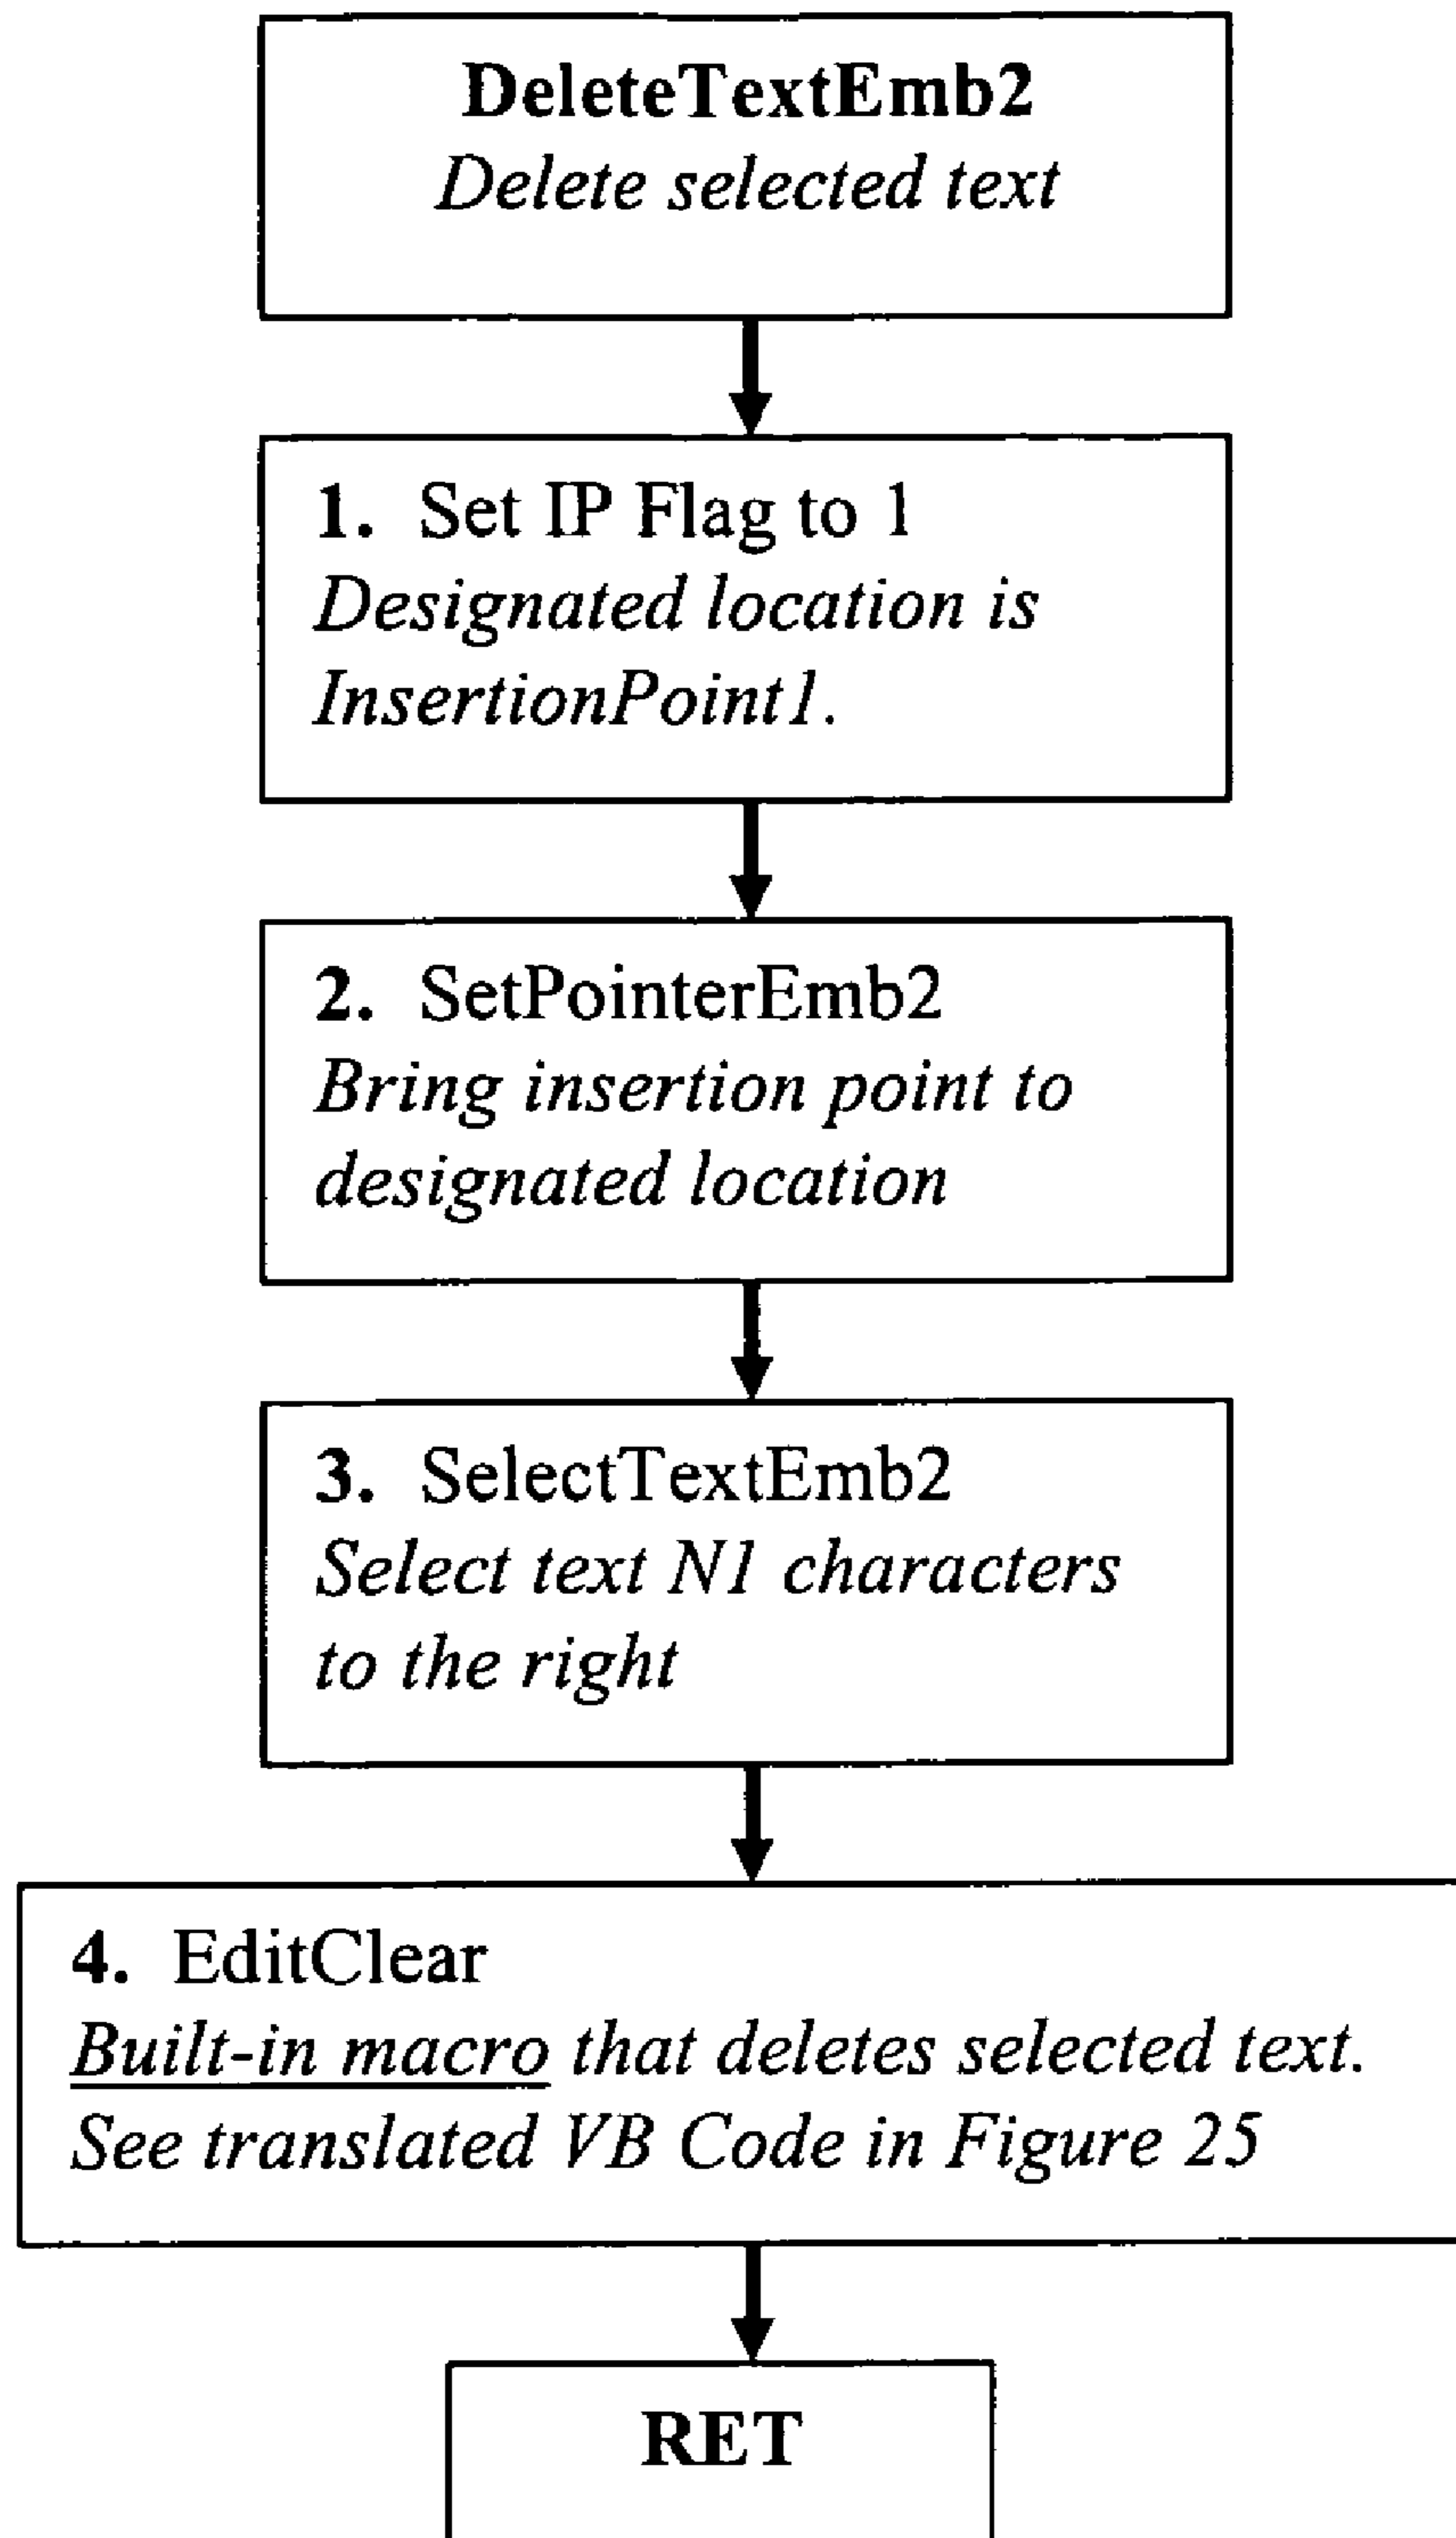 DeleteTextEmb2
Delete selected text
1. Set IP Flag to 1
Designated location is
InsertionPoint1.
2. SetPointerEmb2
Bring insertion point to
designated location
3. SelectTextEmb2
Select text N1 characters
to the right
4. EditClear
Built-in macro that deletes selected text.
See translated VB Code in Figure 25
RET